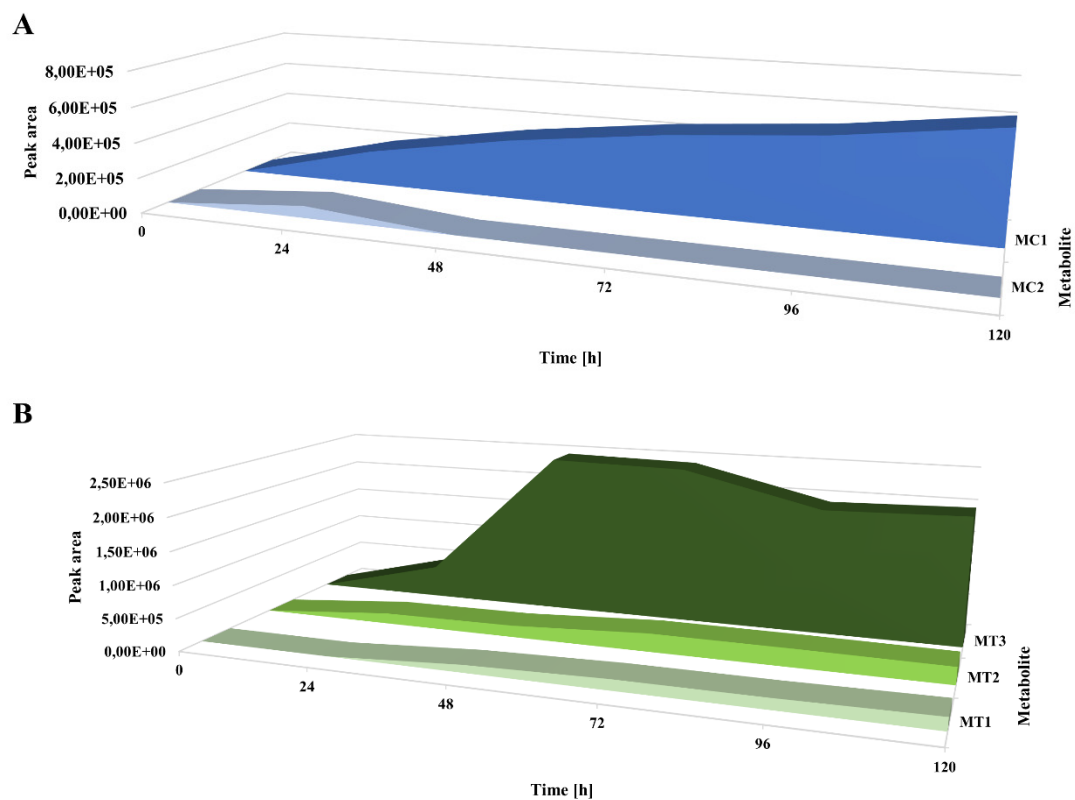 A
8,00E+05
6,00E+05
4,00E+05
2,00E+05
0,00E+00
Peak area
0
24
48
72
96
120
MC1
MC2
Metabolite
Time [h]
B
2,50E+06
2,00E+06
1,50E+06
1,00E+06
5,00E+05
0,00E+00
Peak area
0
24
48
72
96
120
MT3
MT2
MT1
Metabolite
Time [h]